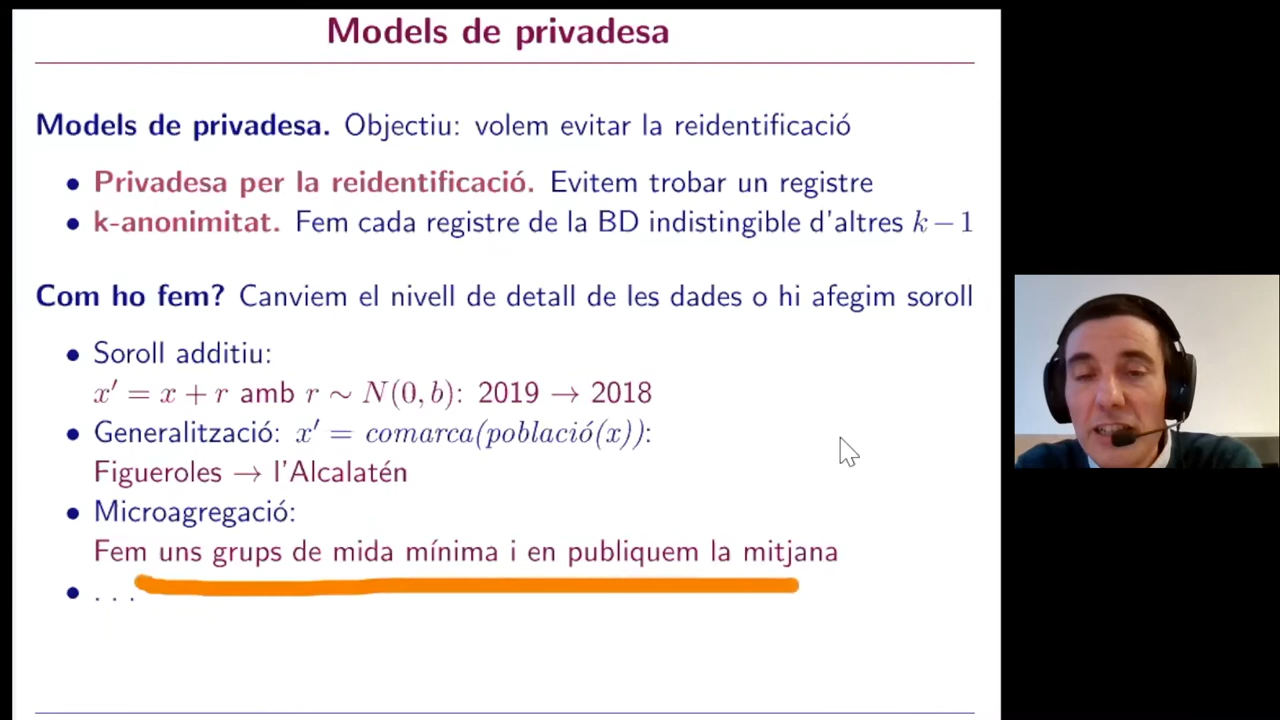 Models de privadesa
Models de privadesa. Objectiu: volem evitar la reidentificació
• Privadesa per la reidentificació. Evitem trobar un registre
• k-anonimitat. Fem cada registre de la BD indistingible d'altres k − 1
Com ho fem? Canviem el nivell de detall de les dades o hi afegim soroll
• Soroll additiu:
x′ = x + r amb r ∼ N(0, b): 2019 → 2018
• Generalització: x′ = comarca(població(x)):
Figueroles → l'Alcalatén
• Microagregació:
Fem uns grups de mida mínima i en publiquem la mitjana
• . . .